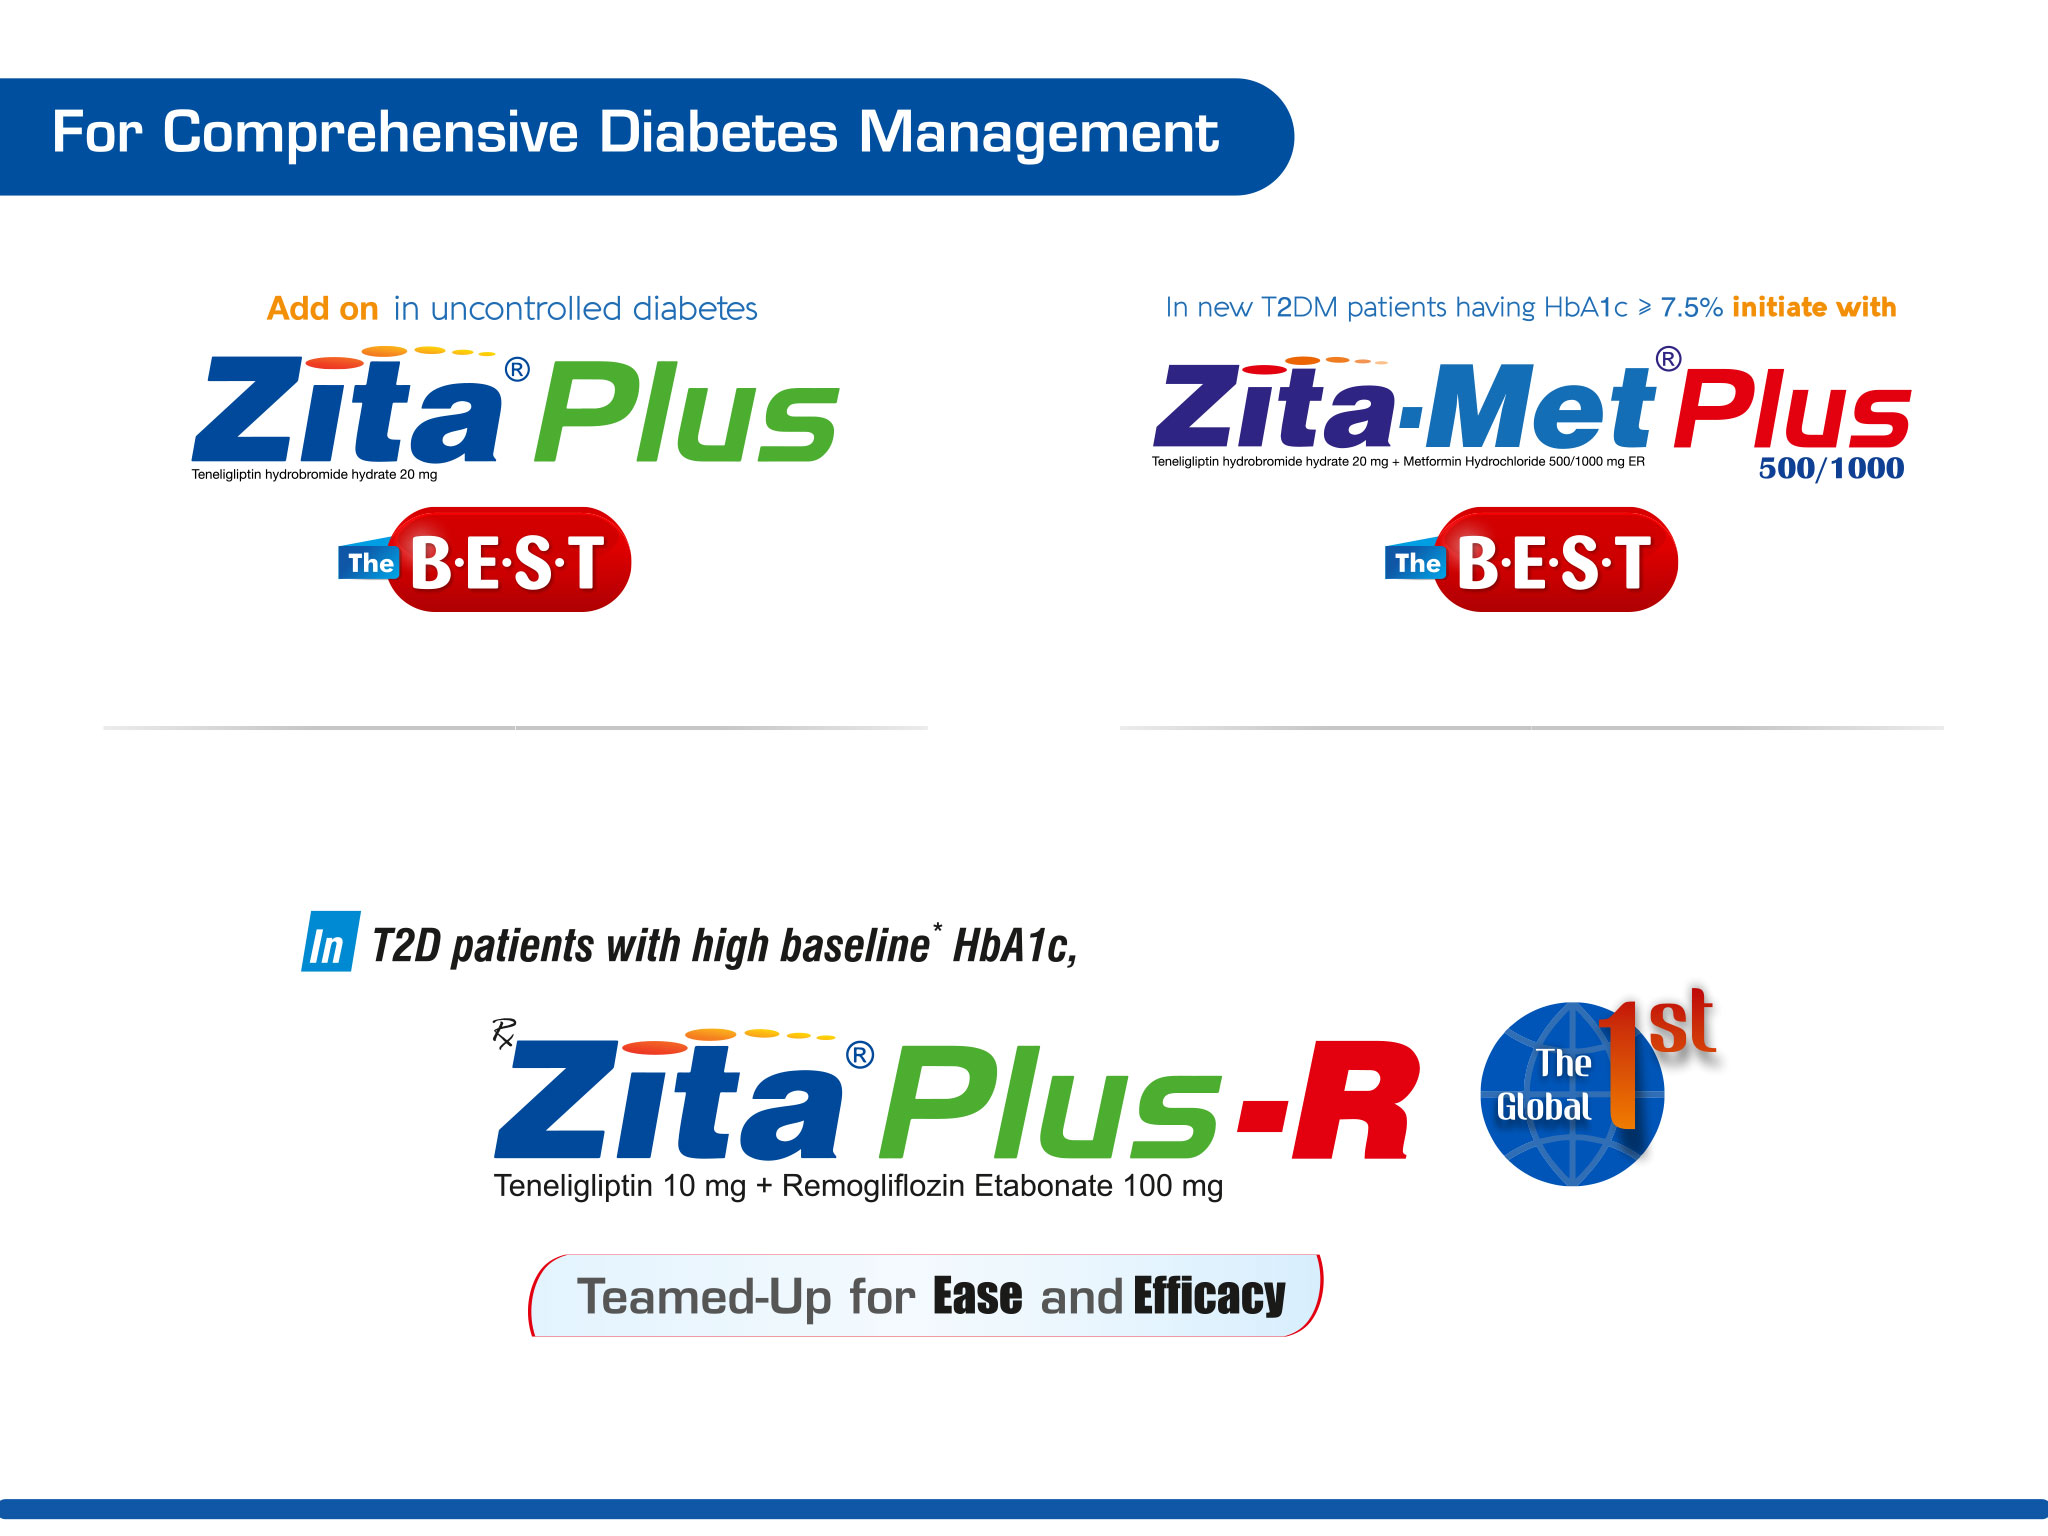 For Comprehensive Diabetes Management
Add on in uncontrolled diabetes
Zita® Plus
Teneligliptin hydrobromide hydrate 20 mg
The B·E·S·T
In new T2DM patients having HbA1c ⩾ 7.5% initiate with
Zita-Met® Plus
Teneligliptin hydrobromide hydrate 20 mg + Metformin Hydrochloride 500/1000 mg ER
500/1000
The B·E·S·T
In T2D patients with high baseline* HbA1c,
Rx Zita® Plus-R
Teneligliptin 10 mg + Remogliflozin Etabonate 100 mg
The Global 1st
Teamed-Up for Ease and Efficacy